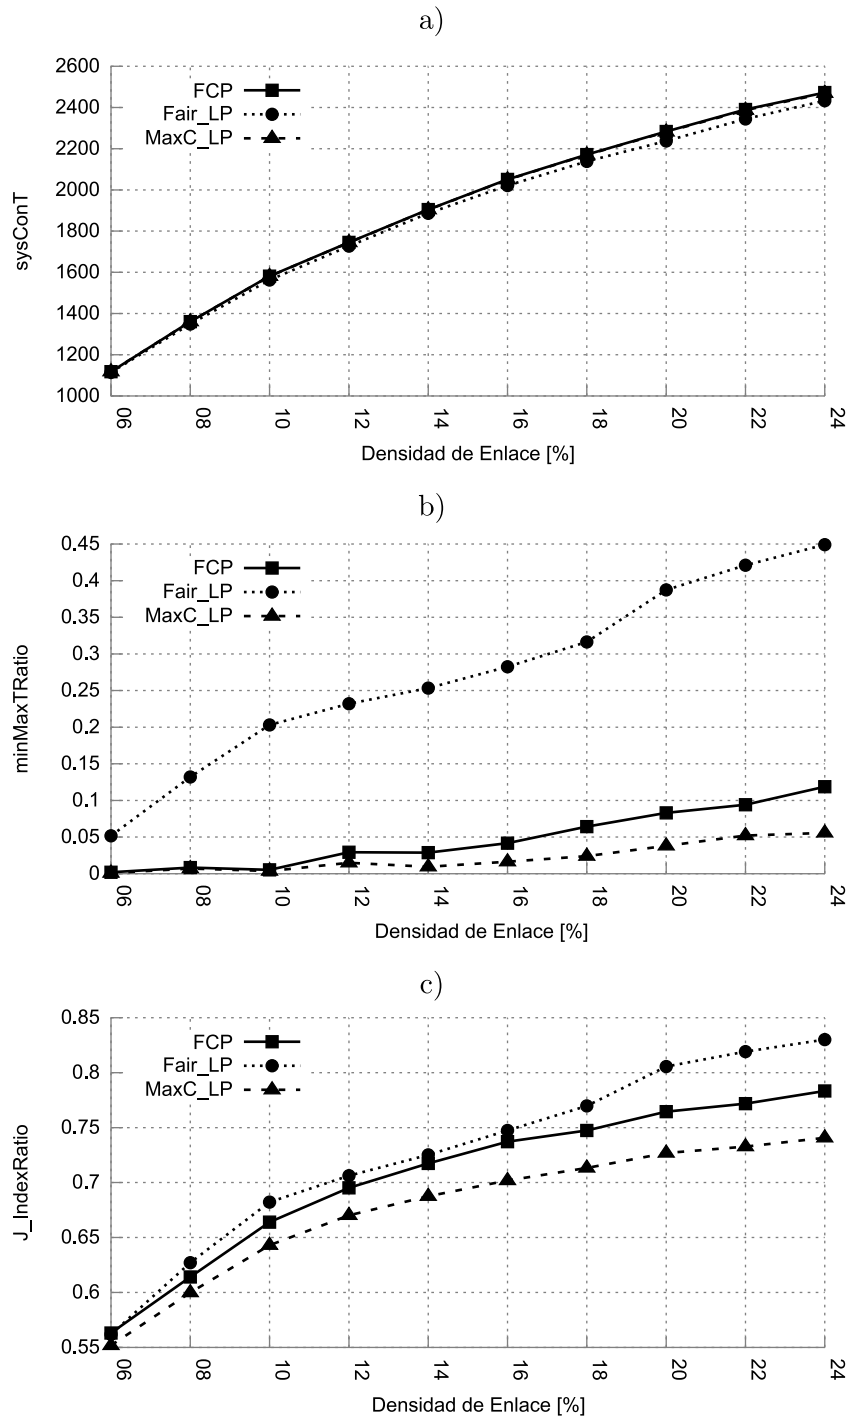 a)
2600
2400
2200
2000
1800
1600
1400
1200
1000
sysConT
FCP
Fair_LP
MaxC_LP
06 08 10 12 14 16 18 20 22 24
Densidad de Enlace [%]
b)
0.45
0.4
0.35
0.3
0.25
0.2
0.15
0.1
0.05
0
minMaxTRatio
FCP
Fair_LP
MaxC_LP
06 08 10 12 14 16 18 20 22 24
Densidad de Enlace [%]
c)
0.85
0.8
0.75
0.7
0.65
0.6
0.55
J_IndexRatio
FCP
Fair_LP
MaxC_LP
06 08 10 12 14 16 18 20 22 24
Densidad de Enlace [%]